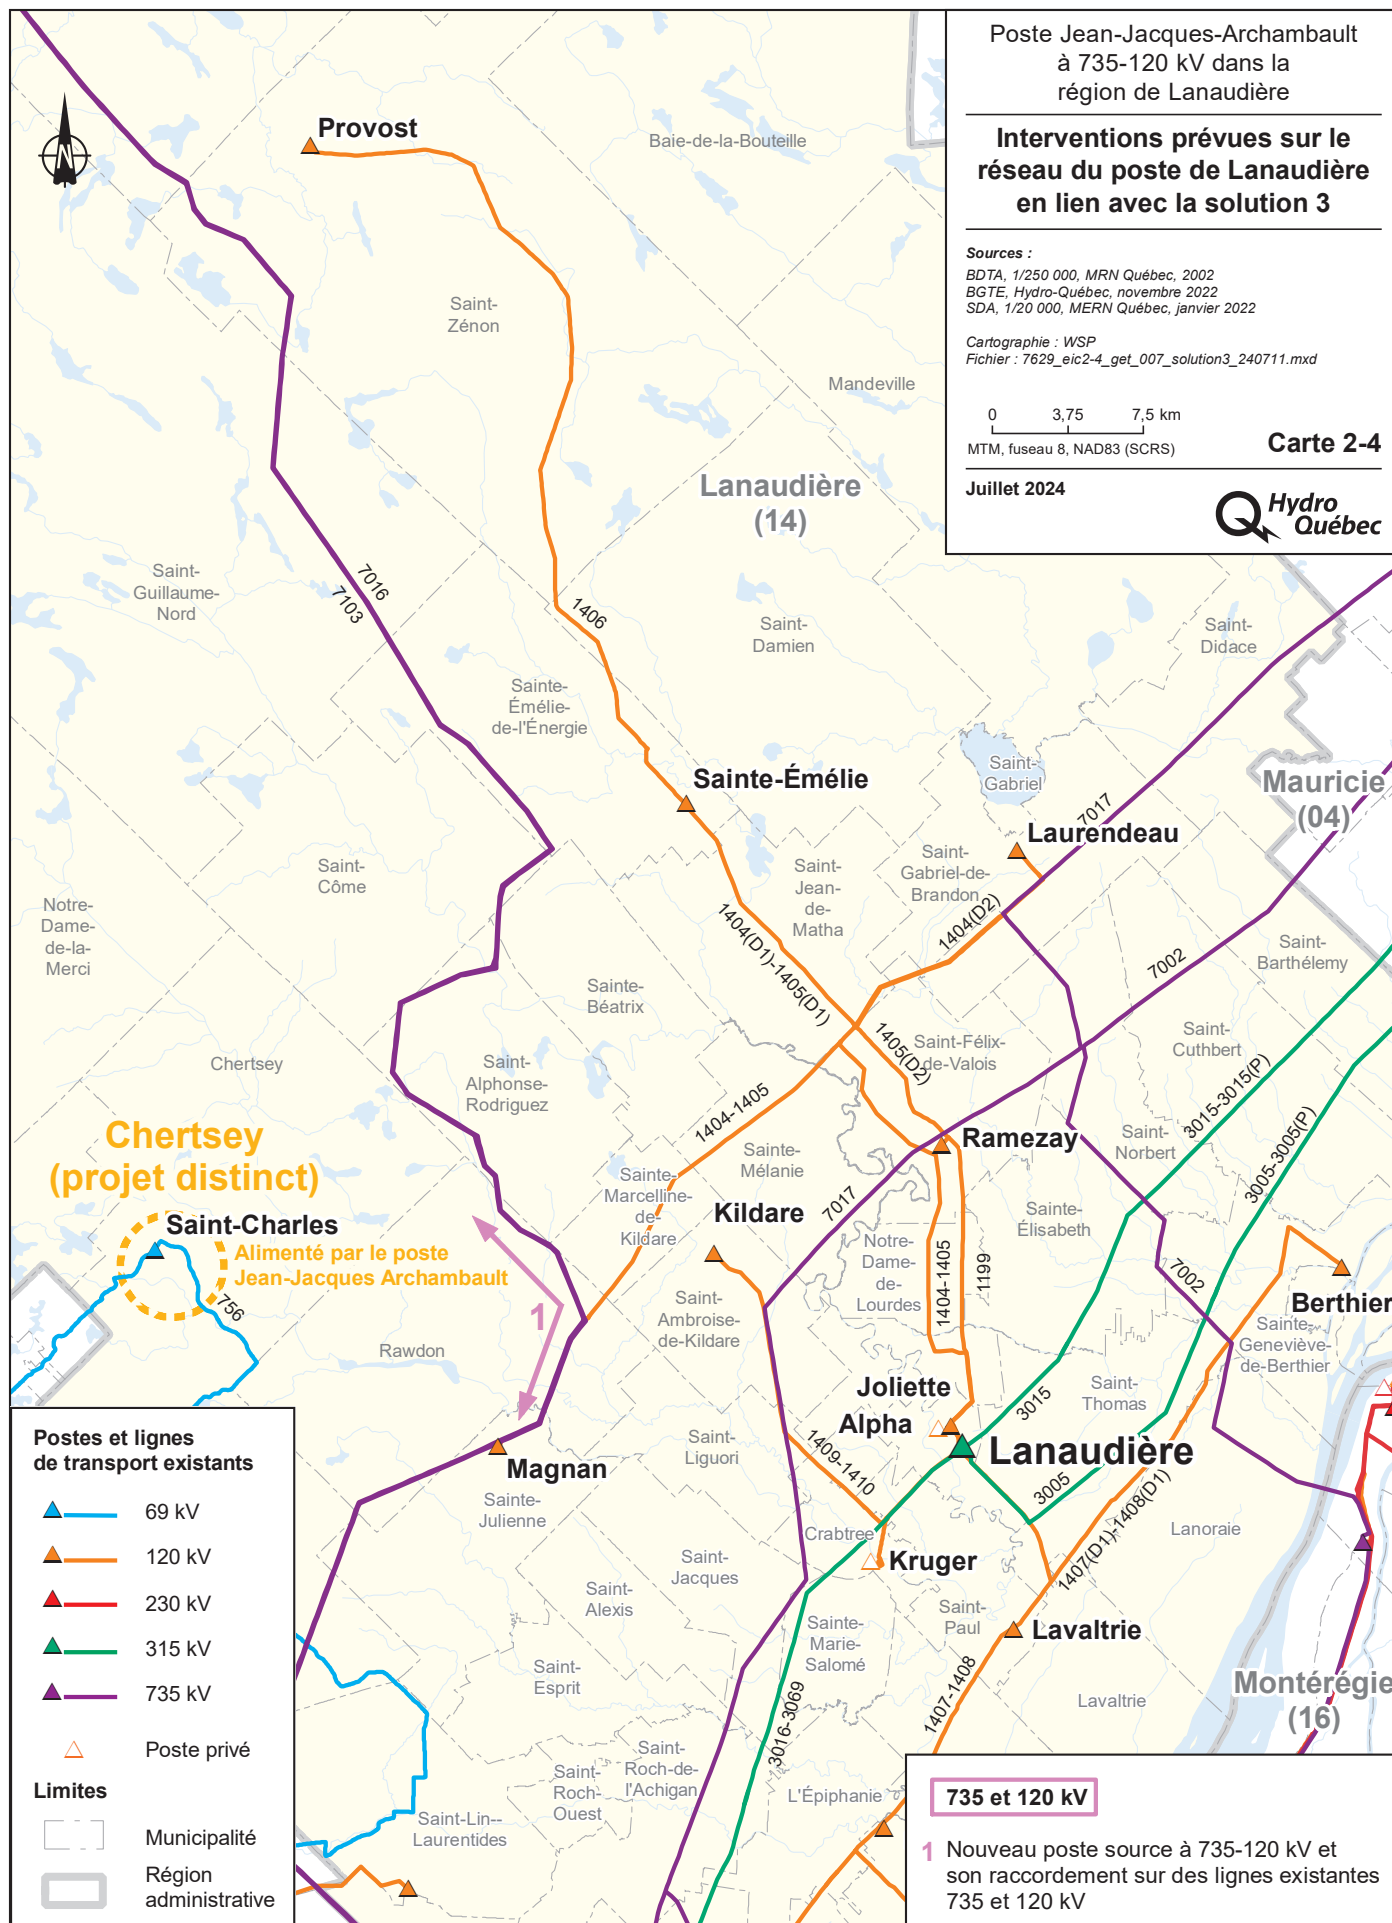 Poste Jean-Jacques-Archambault
à 735-120 kV dans la
région de Lanaudière
Interventions prévues sur le
réseau du poste de Lanaudière
en lien avec la solution 3
Sources :
BDTA, 1/250 000, MRN Québec, 2002
BGTE, Hydro-Québec, novembre 2022
SDA, 1/20 000, MERN Québec, janvier 2022
Cartographie : WSP
Fichier : 7629_eic2-4_get_007_solution3_240711.mxd
0 3,75 7,5 km
MTM, fuseau 8, NAD83 (SCRS)
Carte 2-4
Juillet 2024
Hydro
Québec
N
Provost
Baie-de-la-Bouteille
Saint-
Zénon
Mandeville
Lanaudière
(14)
Saint-
Guillaume-
Nord
7016
7103
1406
Saint-
Damien
Saint-
Didace
Sainte-
Émélie-
de-l'Énergie
Sainte-Émélie
Saint-
Gabriel
Mauricie
(04)
7017
Laurendeau
Saint-
Côme
Saint-
Jean-
de-
Matha
Saint-
Gabriel-de-
Brandon
Notre-
Dame-
de-la-
Merci
1404(D2)
1404(D1)-1405(D1)
7002
Saint-
Barthélemy
Sainte-
Béatrix
1405(D2)
Saint-Félix-
de-Valois
Saint-
Cuthbert
Chertsey
Saint-
Alphonse-
Rodriguez
1404-1405
3015-3015(P)
3005-3005(P)
Chertsey
(projet distinct)
Ramezay
Saint-
Norbert
Sainte-
Mélanie
Sainte-
Marcelline-
de-
Kildare
7017
Kildare
Sainte-
Élisabeth
Saint-Charles
Alimenté par le poste
Jean-Jacques Archambault
756
Notre-
Dame-
de-
Lourdes
1404-1405
1199
7002
Berthier
1
Saint-
Ambroise-
de-Kildare
Sainte-
Geneviève-
de-Berthier
Rawdon
Joliette
Alpha
3015
Saint-
Thomas
Lanaudière
Saint-
Liguori
1409-1410
Magnan
3005
1407(D1)-1408(D1)
Sainte-
Julienne
Lanoraie
Crabtree
Kruger
Saint-
Jacques
Saint-
Alexis
Saint-
Paul
Lavaltrie
Sainte-
Marie-
Salomé
Saint-
Esprit
3016-3069
1407-1408
Lavaltrie
Montérégie
(16)
Saint-
Roch-de-
l'Achigan
Saint-
Roch-
Ouest
L'Épiphanie
Saint-Lin--
Laurentides
Postes et lignes
de transport existants
69 kV
120 kV
230 kV
315 kV
735 kV
Poste privé
Limites
Municipalité
Région
administrative
735 et 120 kV
1 Nouveau poste source à 735-120 kV et
son raccordement sur des lignes existantes
735 et 120 kV